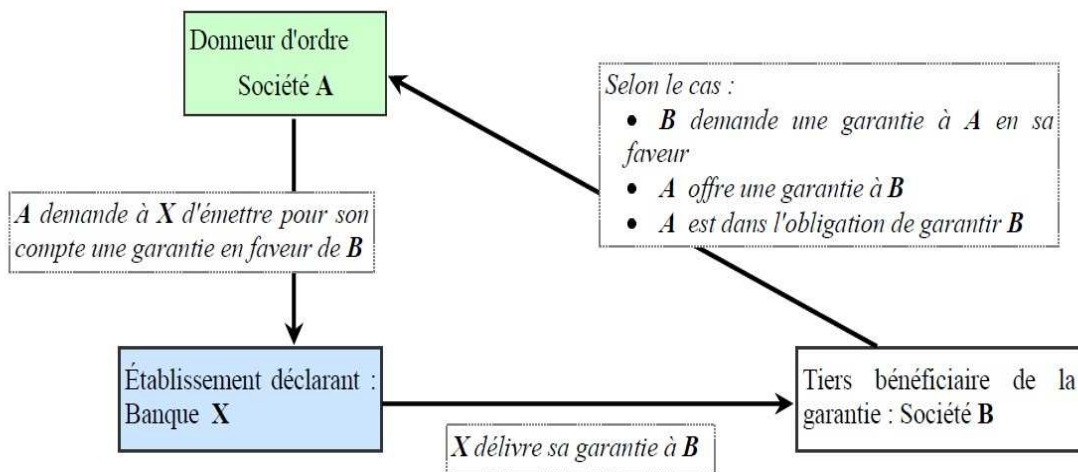 Donneur d'ordre
Société A
Selon le cas :
• B demande une garantie à A en sa
faveur
• A offre une garantie à B
• A est dans l'obligation de garantir B
A demande à X d'émettre pour son
compte une garantie en faveur de B
Établissement déclarant :
Banque X
Tiers bénéficiaire de la
garantie : Société B
X délivre sa garantie à B